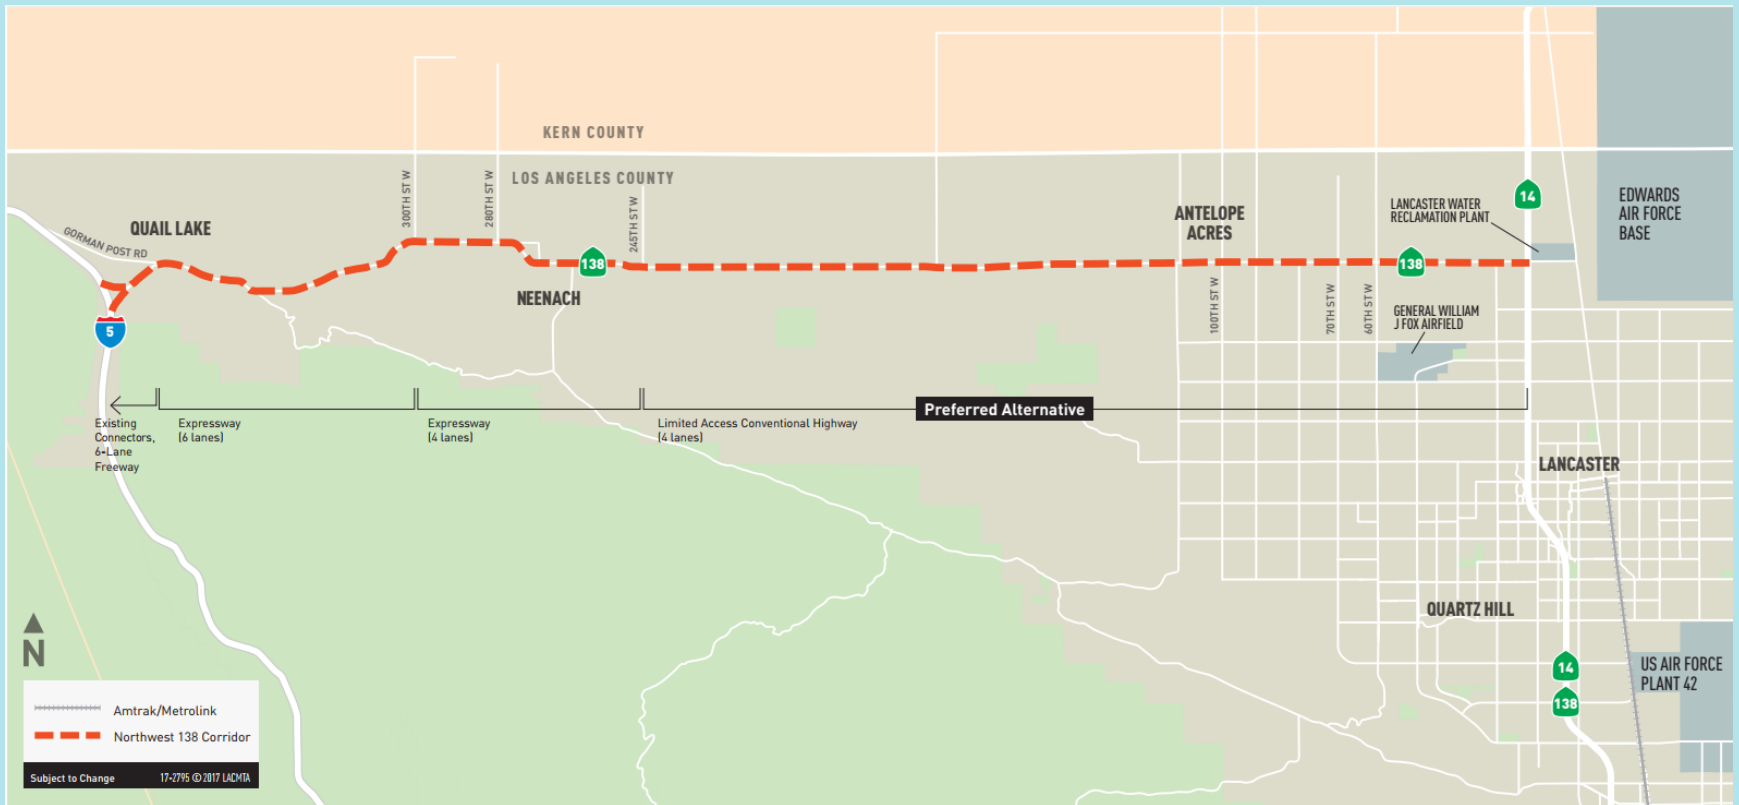 KERN COUNTY
LOS ANGELES COUNTY
300TH ST W
280TH ST W
245TH ST W
QUAIL LAKE
GORMAN POST RD
5
NEENACH
138
ANTELOPE
ACRES
100TH ST W
70TH ST W
60TH ST W
LANCASTER WATER
RECLAMATION PLANT
14
138
EDWARDS
AIR FORCE
BASE
GENERAL WILLIAM
J FOX AIRFIELD
Existing
Connectors,
6-Lane
Freeway
Expressway
(6 lanes)
Expressway
(4 lanes)
Limited Access Conventional Highway
(4 lanes)
Preferred Alternative
LANCASTER
QUARTZ HILL
14
138
US AIR FORCE
PLANT 42
N
Amtrak/Metrolink
Northwest 138 Corridor
Subject to Change
17-2795 © 2017 LACMTA